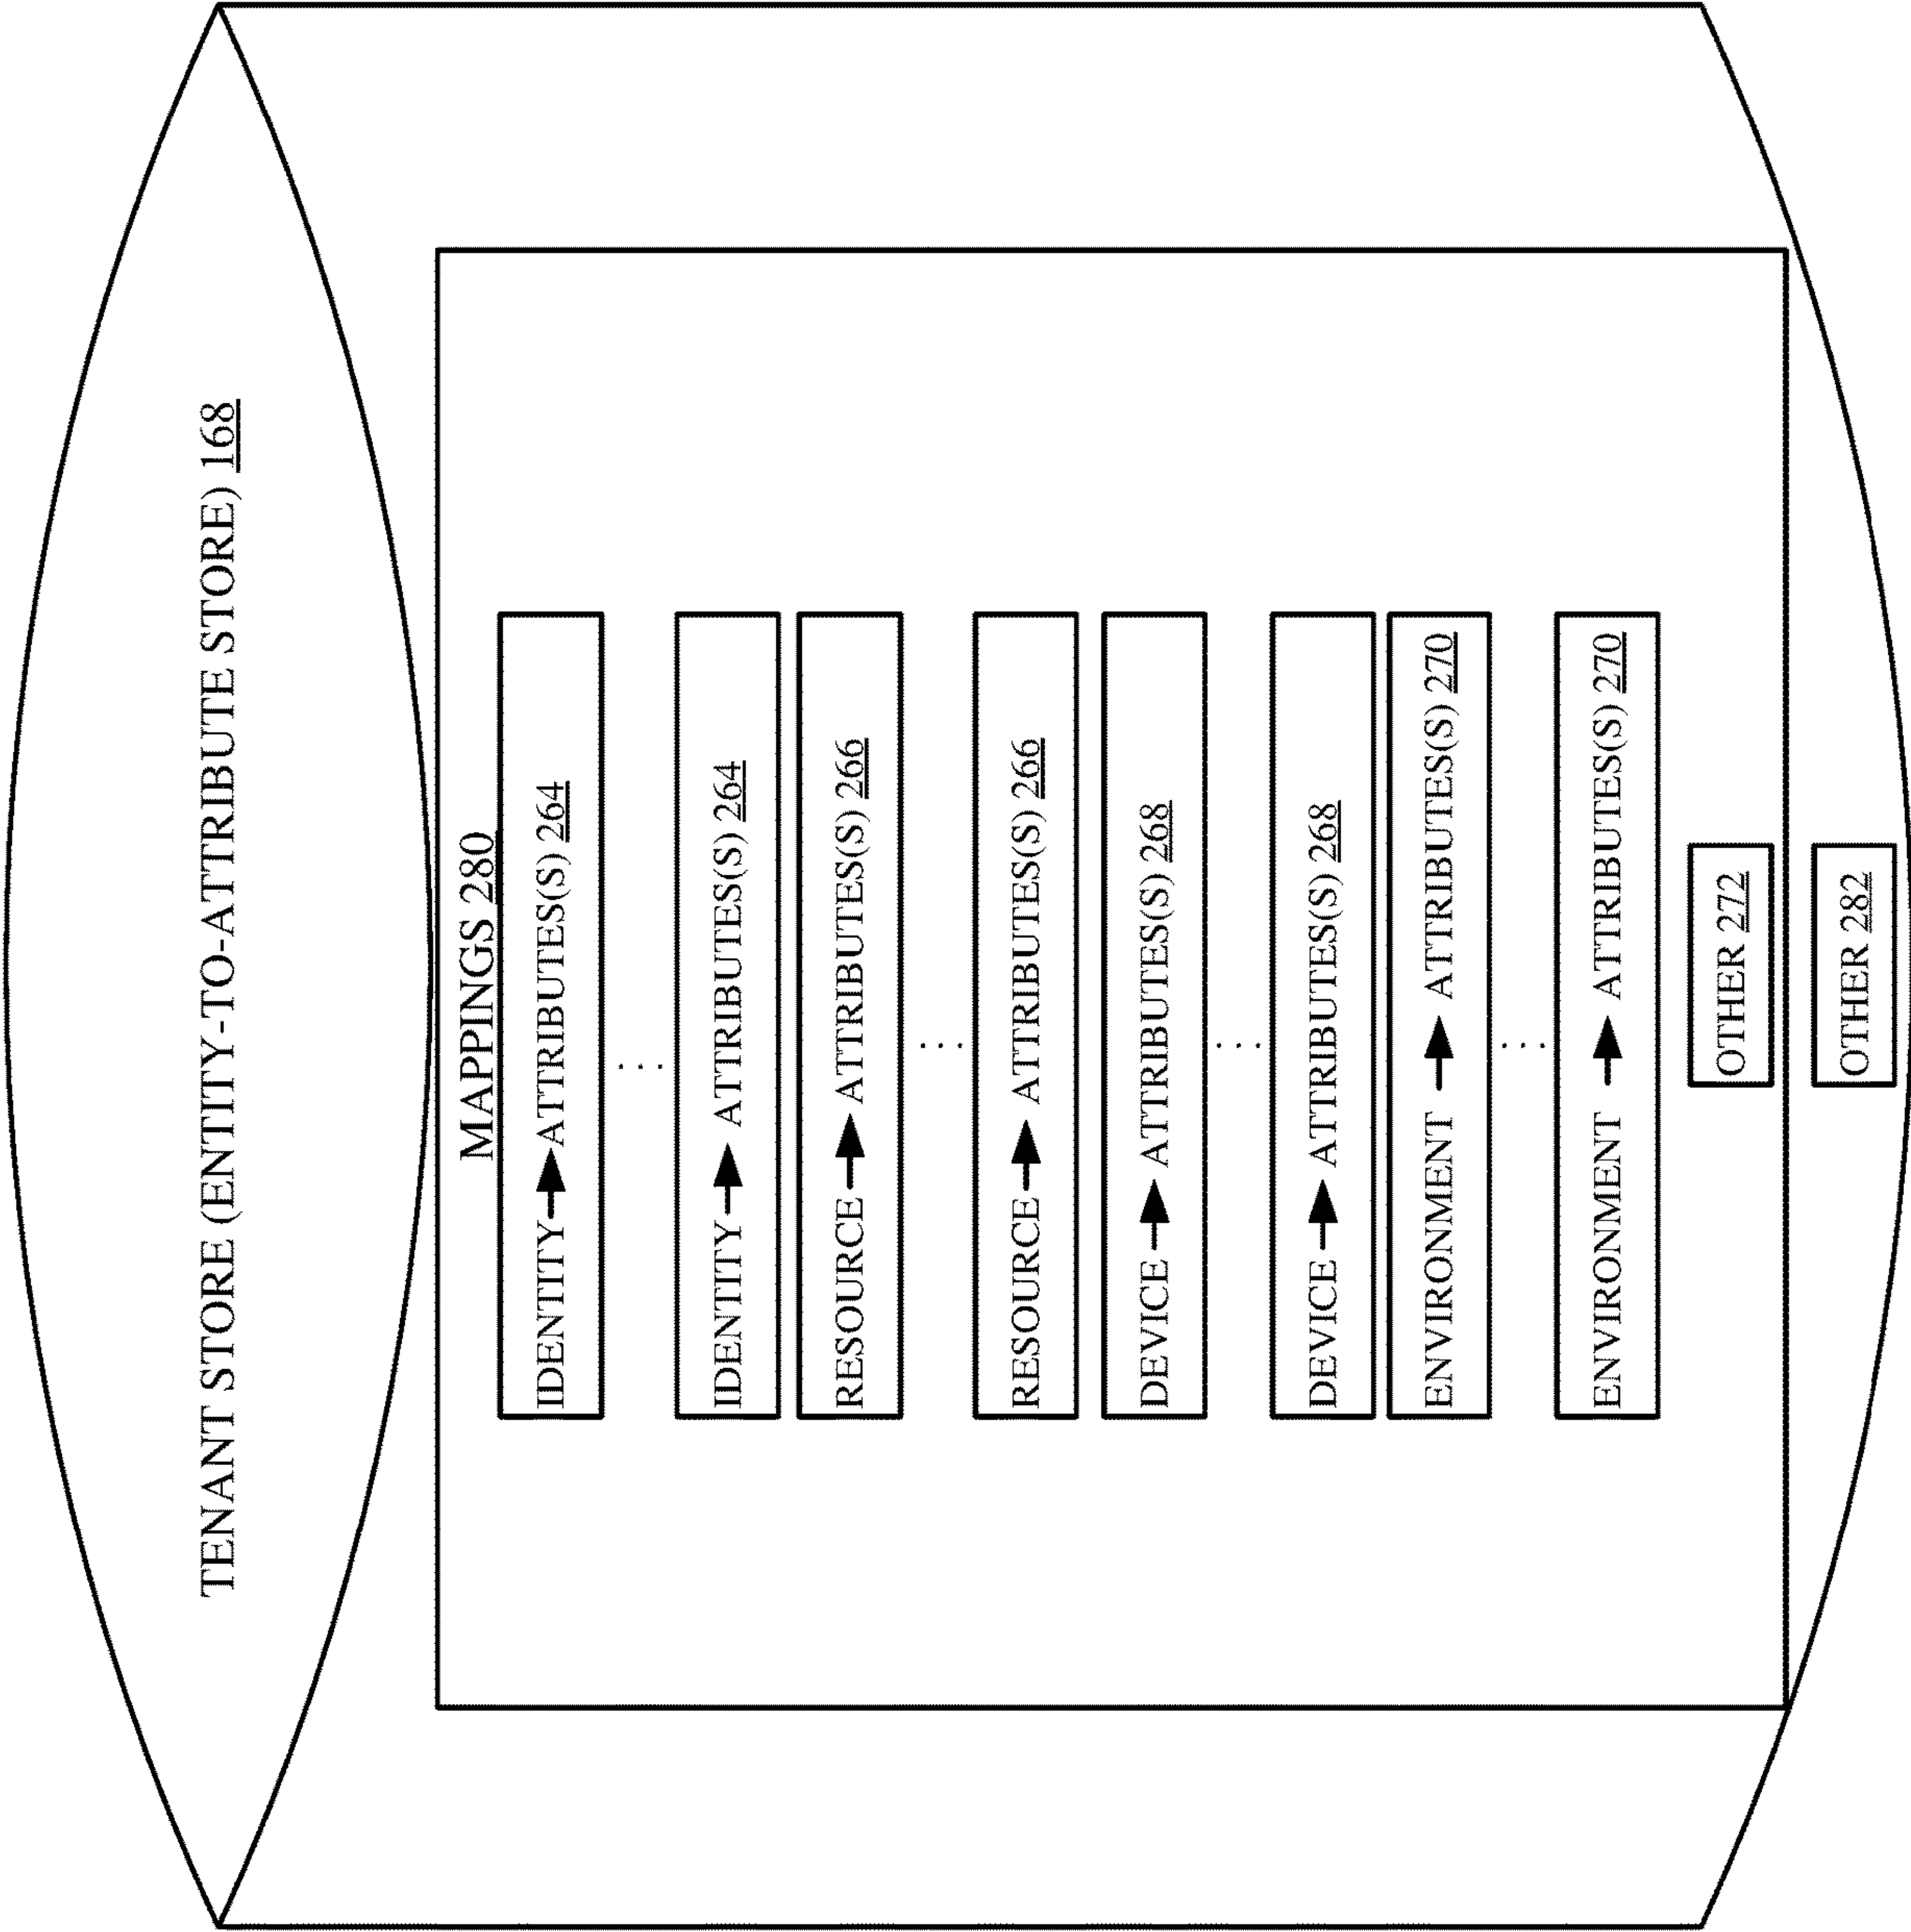 TENANT STORE (ENTITY-TO-ATTRIBUTE STORE) 168
MAPPINGS 280
IDENTITY → ATTRIBUTES(S) 264
...
IDENTITY → ATTRIBUTES(S) 264
RESOURCE → ATTRIBUTES(S) 266
...
RESOURCE → ATTRIBUTES(S) 266
DEVICE → ATTRIBUTES(S) 268
...
DEVICE → ATTRIBUTES(S) 268
ENVIRONMENT → ATTRIBUTES(S) 270
...
ENVIRONMENT → ATTRIBUTES(S) 270
OTHER 272
OTHER 282